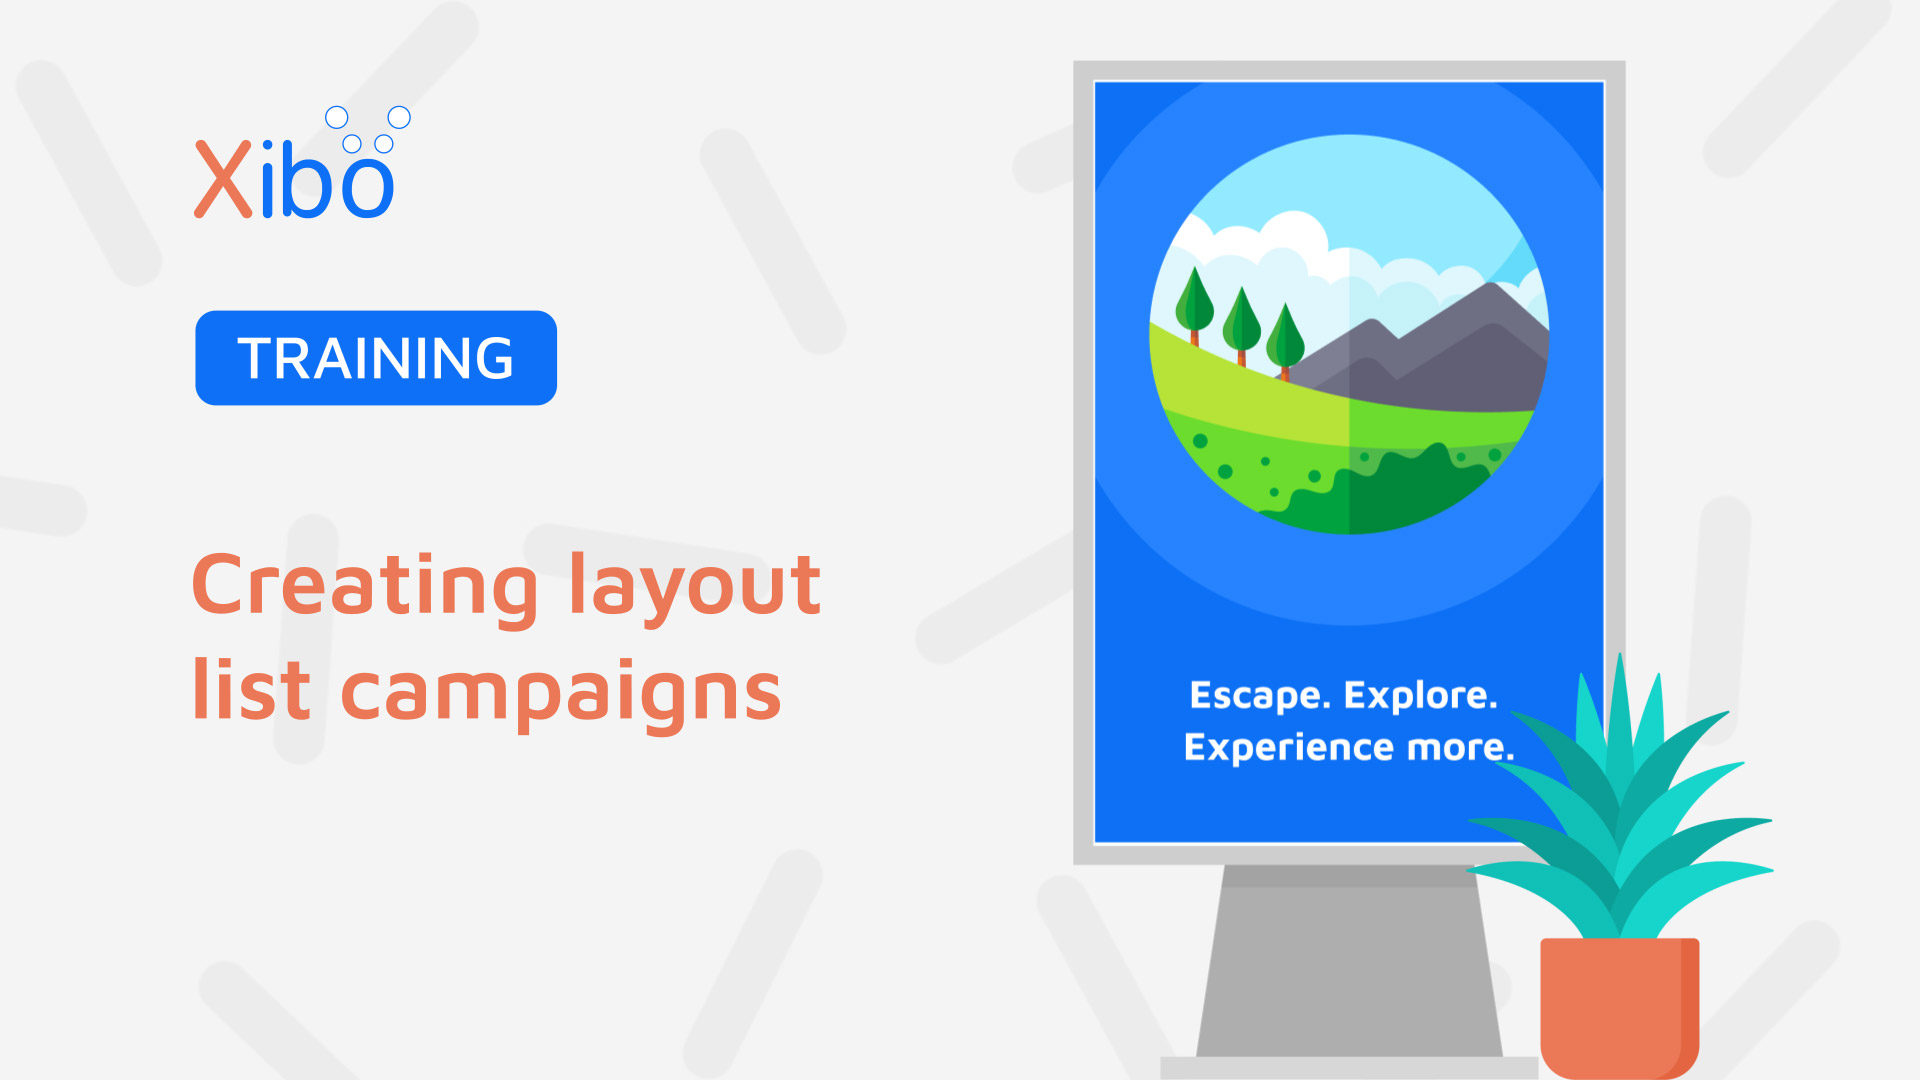 Xibo
TRAINING
Creating layout
list campaigns
Escape. Explore.
Experience more.